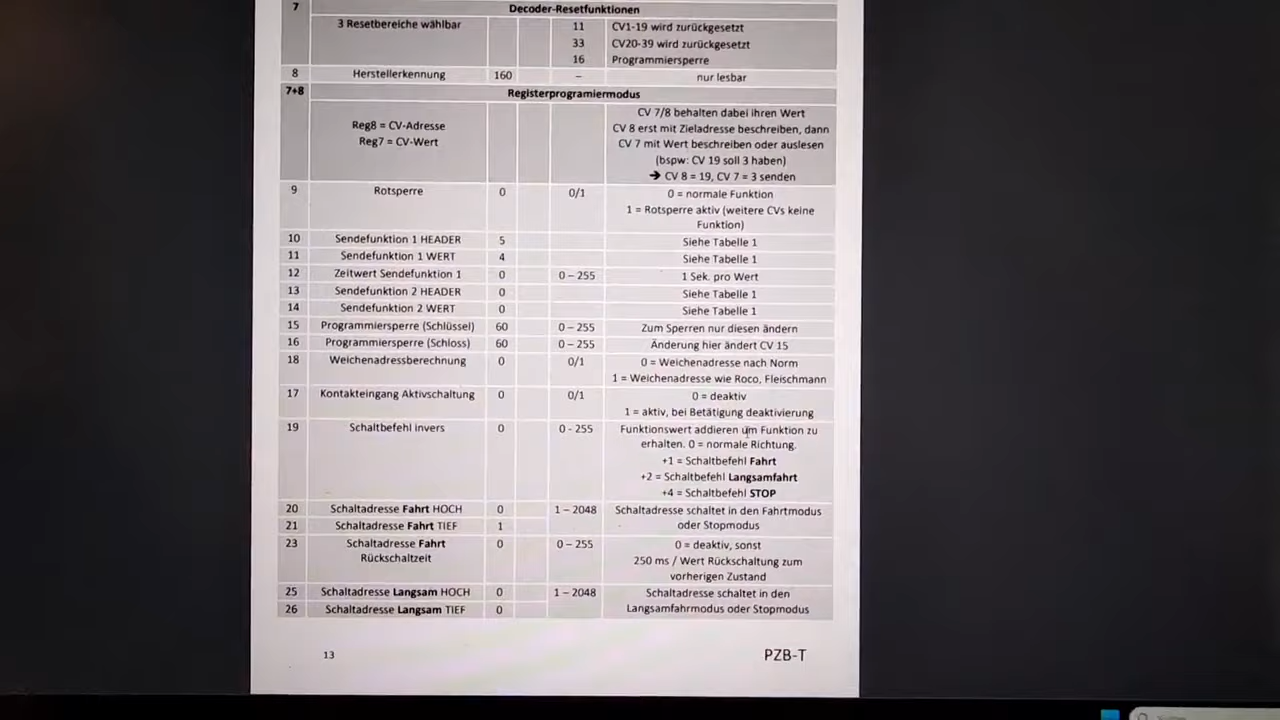 7 Decoder-Resetfunktionen
3 Resetbereiche wählbar 11 CV1-19 wird zurückgesetzt
33 CV20-39 wird zurückgesetzt
16 Programmiersperre
8 Herstellerkennung 160 – nur lesbar
7+8 Registerprogramiermodus
Reg8 = CV-Adresse
Reg7 = CV-Wert
CV 7/8 behalten dabei ihren Wert
CV 8 erst mit Zieladresse beschreiben, dann
CV 7 mit Wert beschreiben oder auslesen
(bspw: CV 19 soll 3 haben)
➔ CV 8 = 19, CV 7 = 3 senden
9 Rotsperre 0 0/1 0 = normale Funktion
1 = Rotsperre aktiv (weitere CVs keine
Funktion)
10 Sendefunktion 1 HEADER 5 Siehe Tabelle 1
11 Sendefunktion 1 WERT 4 Siehe Tabelle 1
12 Zeitwert Sendefunktion 1 0 0 – 255 1 Sek. pro Wert
13 Sendefunktion 2 HEADER 0 Siehe Tabelle 1
14 Sendefunktion 2 WERT 0 Siehe Tabelle 1
15 Programmiersperre (Schlüssel) 60 0 – 255 Zum Sperren nur diesen ändern
16 Programmiersperre (Schloss) 60 0 – 255 Änderung hier ändert CV 15
18 Weichenadressberechnung 0 0/1 0 = Weichenadresse nach Norm
1 = Weichenadresse wie Roco, Fleischmann
17 Kontakteingang Aktivschaltung 0 0/1 0 = deaktiv
1 = aktiv, bei Betätigung deaktivierung
19 Schaltbefehl invers 0 0 - 255 Funktionswert addieren um Funktion zu
erhalten. 0 = normale Richtung.
+1 = Schaltbefehl Fahrt
+2 = Schaltbefehl Langsamfahrt
+4 = Schaltbefehl STOP
20 Schaltadresse Fahrt HOCH 0 1 – 2048 Schaltadresse schaltet in den Fahrtmodus
21 Schaltadresse Fahrt TIEF 1 oder Stopmodus
23 Schaltadresse Fahrt 0 0 – 255 0 = deaktiv, sonst
Rückschaltzeit 250 ms / Wert Rückschaltung zum
vorherigen Zustand
25 Schaltadresse Langsam HOCH 0 1 – 2048 Schaltadresse schaltet in den
26 Schaltadresse Langsam TIEF 0 Langsamfahrmodus oder Stopmodus
13 PZB-T